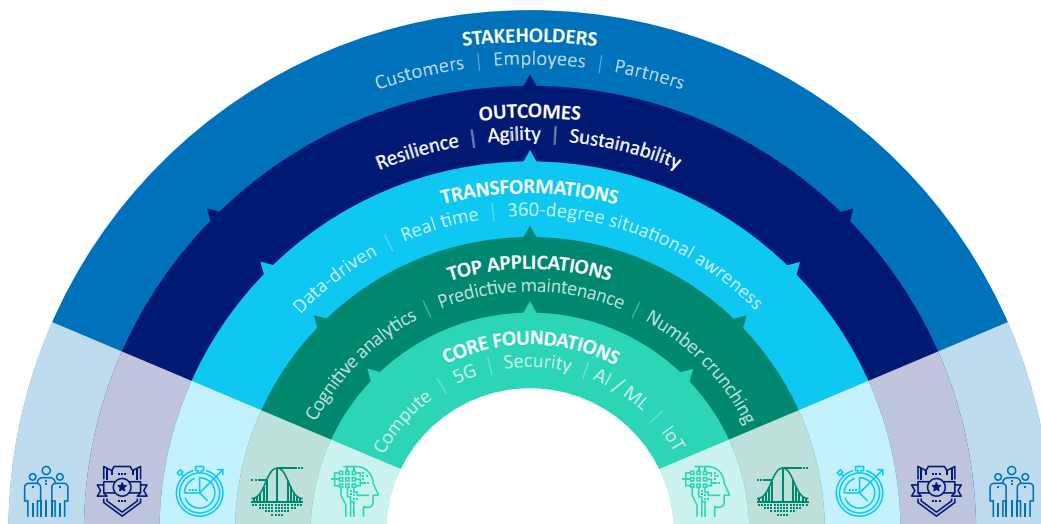 STAKEHOLDERS
Customers | Employees | Partners
OUTCOMES
Resilience | Agility | Sustainability
TRANSFORMATIONS
Data-driven | Real time | 360-degree situational awreness
TOP APPLICATIONS
Cognitive analytics | Predictive maintenance | Number crunching
CORE FOUNDATIONS
Compute | 5G | Security | AI / ML | IoT